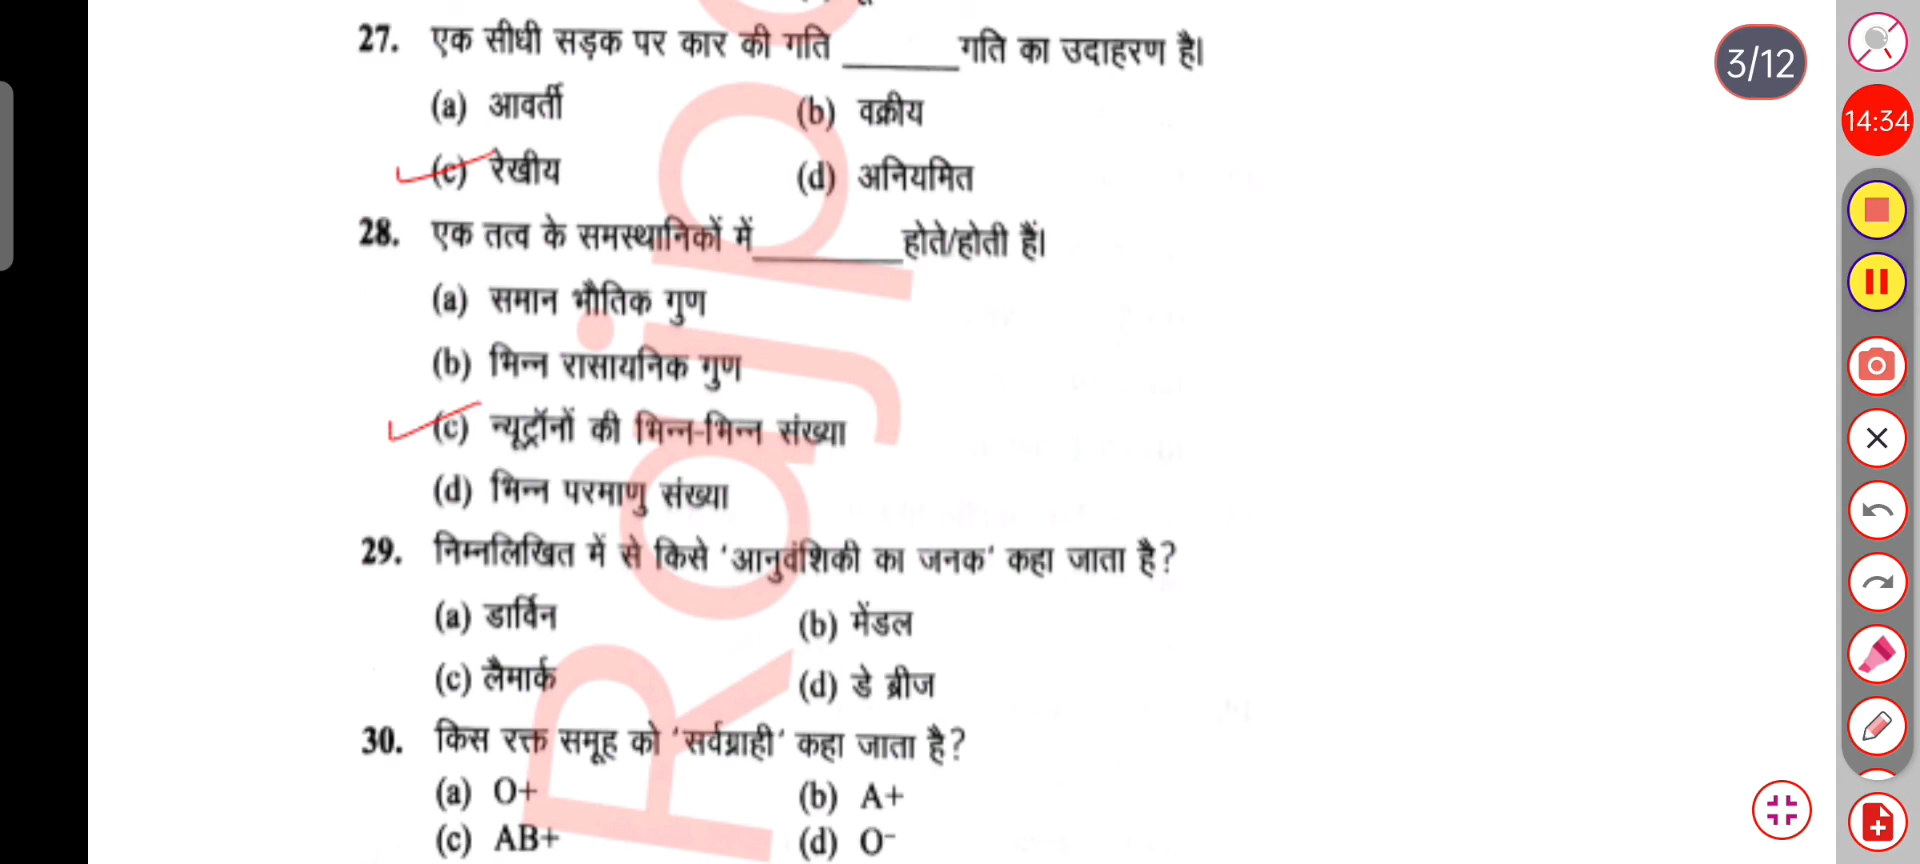 27. एक सीधी सड़क पर कार की गति ______ गति का उदाहरण है।
(a) आवर्ती (b) वक्रीय
(c) रेखीय (d) अनियमित
28. एक तत्व के समस्थानिकों में ________ होते/होती हैं।
(a) समान भौतिक गुण
(b) भिन्न रासायनिक गुण
(c) न्यूट्रॉनों की भिन्न-भिन्न संख्या
(d) भिन्न परमाणु संख्या
29. निम्नलिखित में से किसे 'आनुवंशिकी का जनक' कहा जाता है?
(a) डार्विन (b) मेंडल
(c) लैमार्क (d) डे ब्रीज
30. किस रक्त समूह को 'सर्वग्राही' कहा जाता है?
(a) O+ (b) A+
(c) AB+ (d) O⁻
3/12
14:34